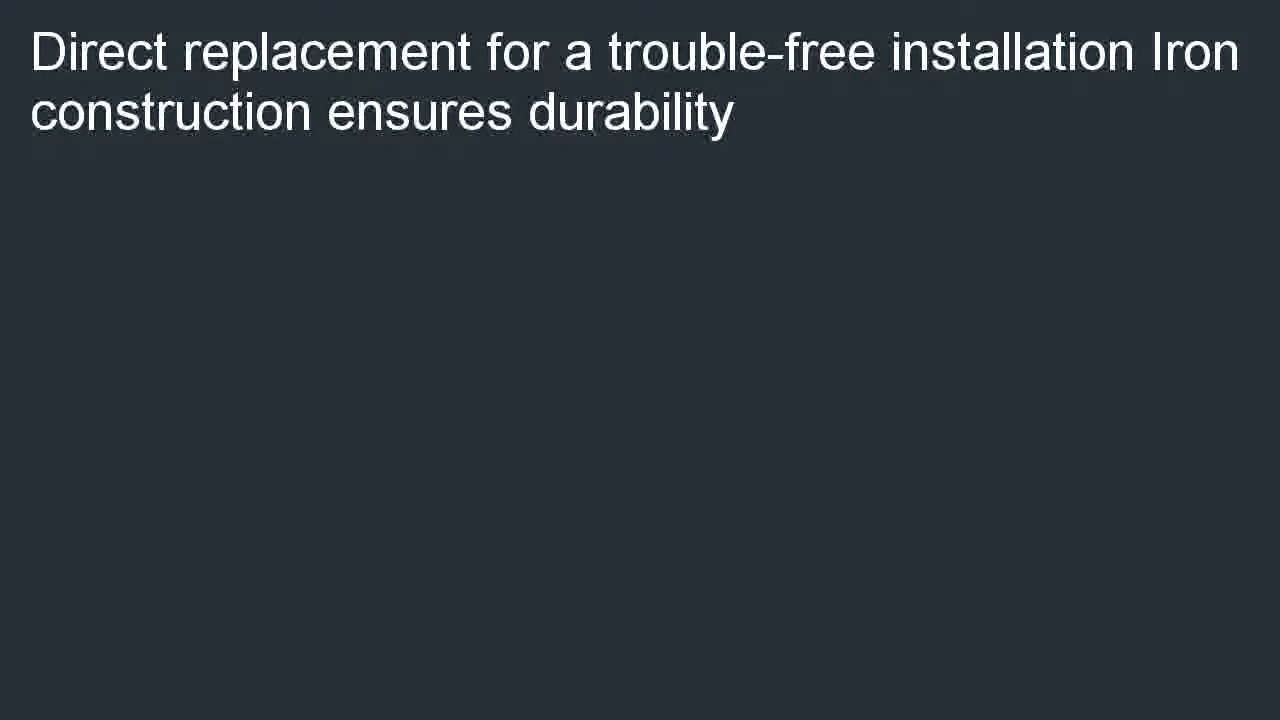 Direct replacement for a trouble-free installation Iron
construction ensures durability